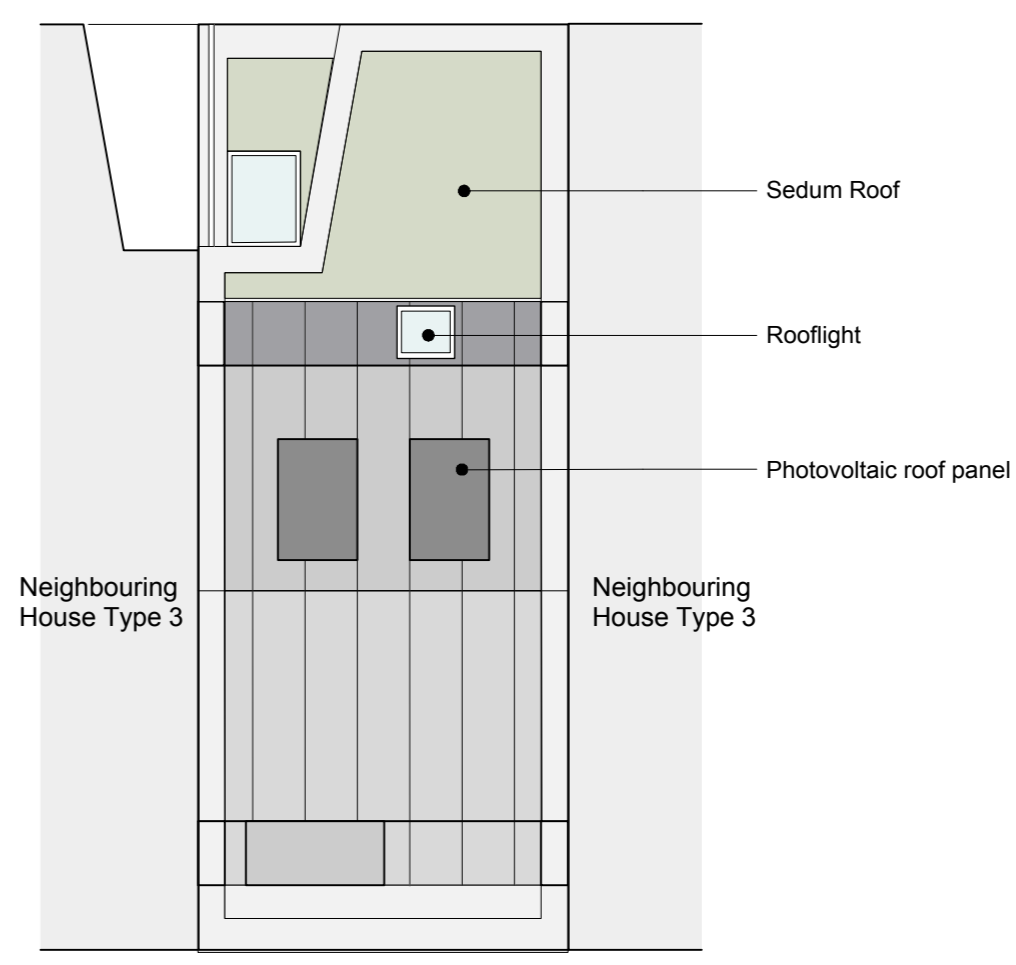 Sedum Roof
Rooflight
Photovoltaic roof panel
Neighbouring
House Type 3
Neighbouring
House Type 3